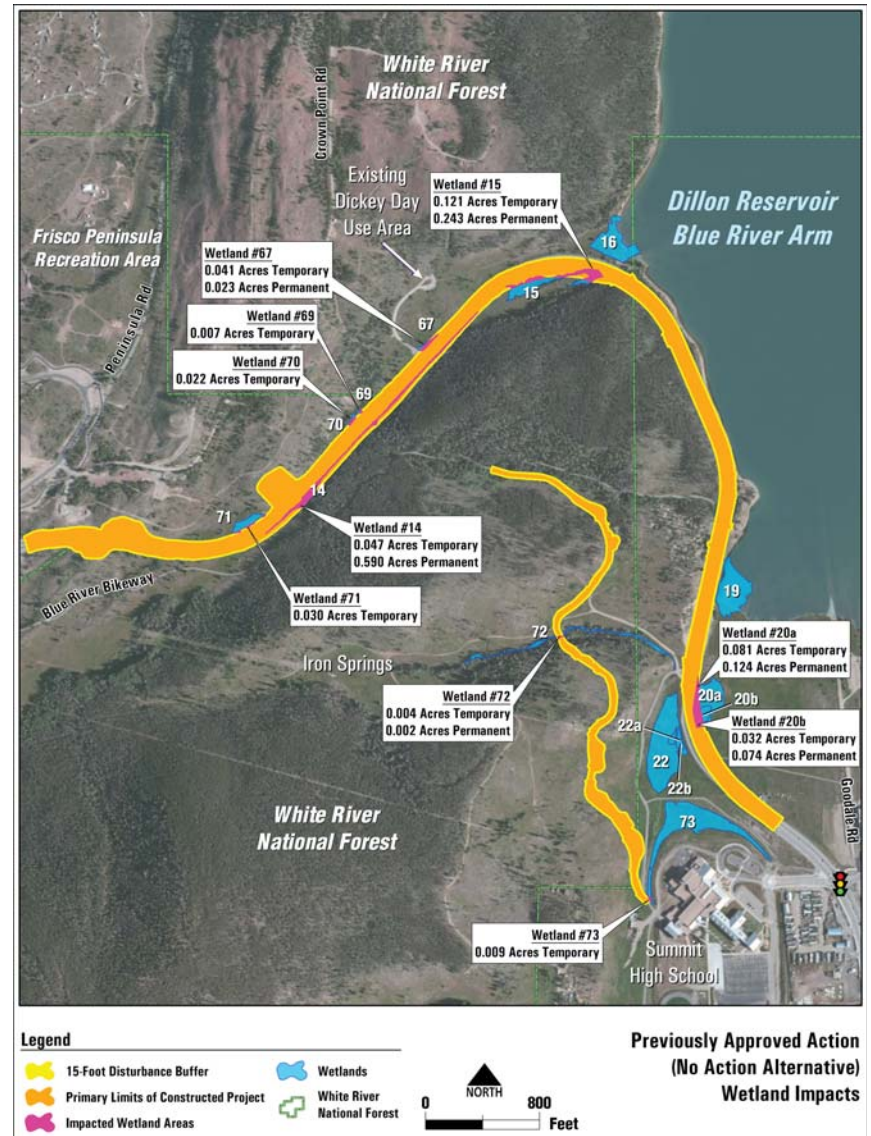 White River
National Forest
Crown Point Rd
Existing
Dickey Day
Use Area
Wetland #15
0.121 Acres Temporary
0.243 Acres Permanent
Dillon Reservoir
Blue River Arm
16
Frisco Peninsula
Recreation Area
Wetland #67
0.041 Acres Temporary
0.023 Acres Permanent
15
Peninsula Rd
67
Wetland #69
0.007 Acres Temporary
Wetland #70
0.022 Acres Temporary
69
70
14
71
Wetland #14
0.047 Acres Temporary
0.590 Acres Permanent
Blue River Bikeway
Wetland #71
0.030 Acres Temporary
19
72
Iron Springs
Wetland #20a
0.081 Acres Temporary
0.124 Acres Permanent
20a
20b
Wetland #72
0.004 Acres Temporary
0.002 Acres Permanent
22a
Wetland #20b
0.032 Acres Temporary
0.074 Acres Permanent
22
22b
Goodale Rd
White River
National Forest
73
Wetland #73
0.009 Acres Temporary
Summit
High School
Legend
15-Foot Disturbance Buffer
Primary Limits of Constructed Project
Impacted Wetland Areas
Wetlands
White River
National Forest
NORTH
0 800
Feet
Previously Approved Action
(No Action Alternative)
Wetland Impacts